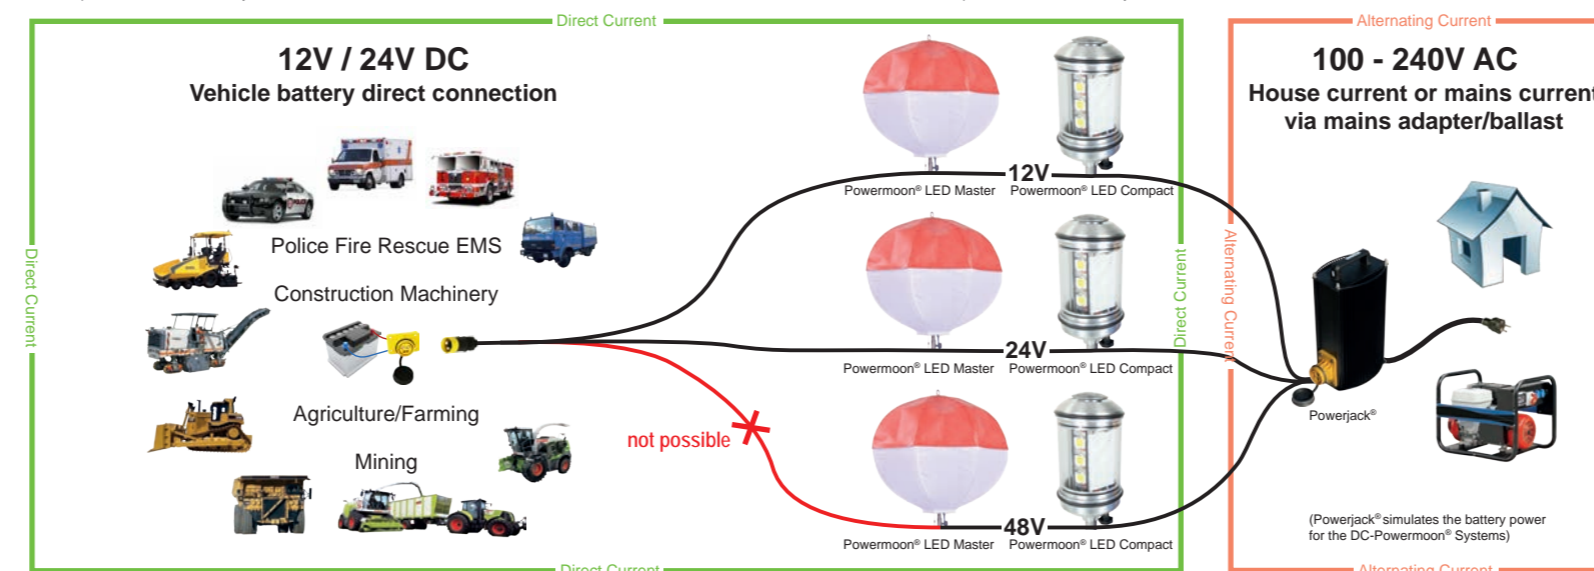 Direct Current
Alternating Current
12V / 24V DC
Vehicle battery direct connection
100 - 240V AC
House current or mains current
via mains adapter/ballast
12V
Powermoon® LED Master
Powermoon® LED Compact
Police Fire Rescue EMS
Construction Machinery
Direct Current
Direct Current
Alternating Current
24V
Powermoon® LED Master
Powermoon® LED Compact
Agriculture/Farming
not possible
Mining
Powerjack®
48V
Powermoon® LED Master
Powermoon® LED Compact
(Powerjack® simulates the battery power
for the DC-Powermoon® Systems)
Direct Current
Alternating Current